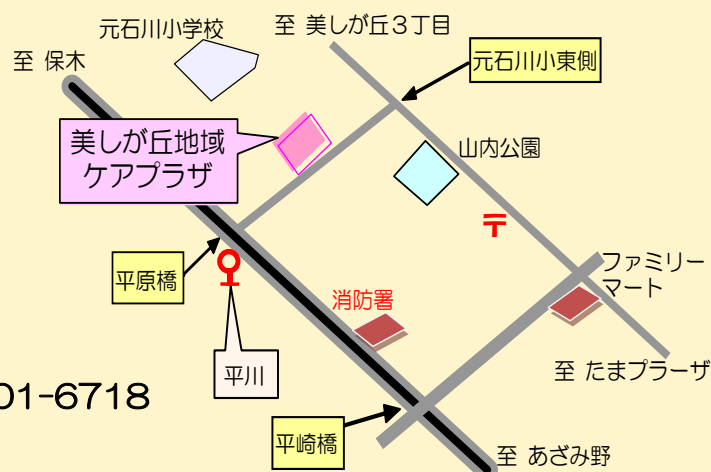 元石川小学校
至 美しが丘3丁目
至 保木
元石川小東側
美しが丘地域
ケアプラザ
山内公園
〒
平原橋
ファミリー
マート
消防署
平川
至 たまプラーザ
01-6718
平崎橋
至 あざみ野